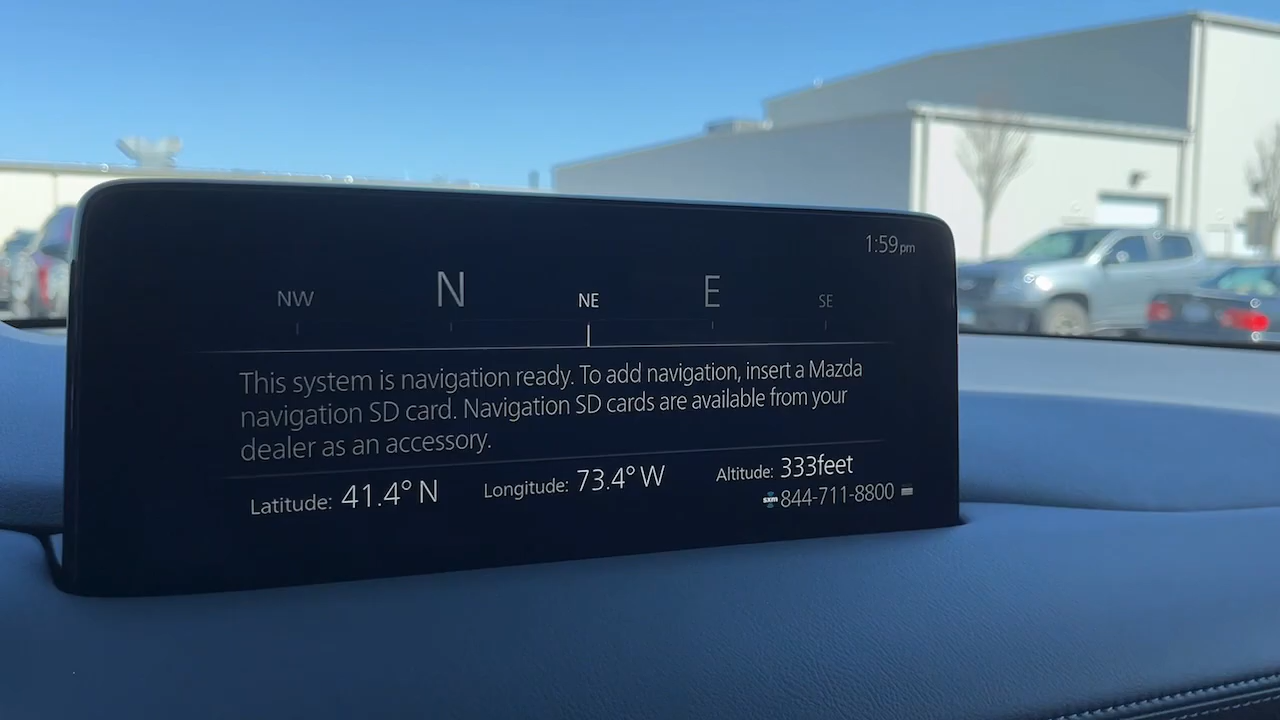 1:59pm
NW N NE E SE
This system is navigation ready. To add navigation, insert a Mazda
navigation SD card. Navigation SD cards are available from your
dealer as an accessory.
Latitude: 41.4° N Longitude: 73.4° W Altitude: 333feet
sxm 844-711-8800